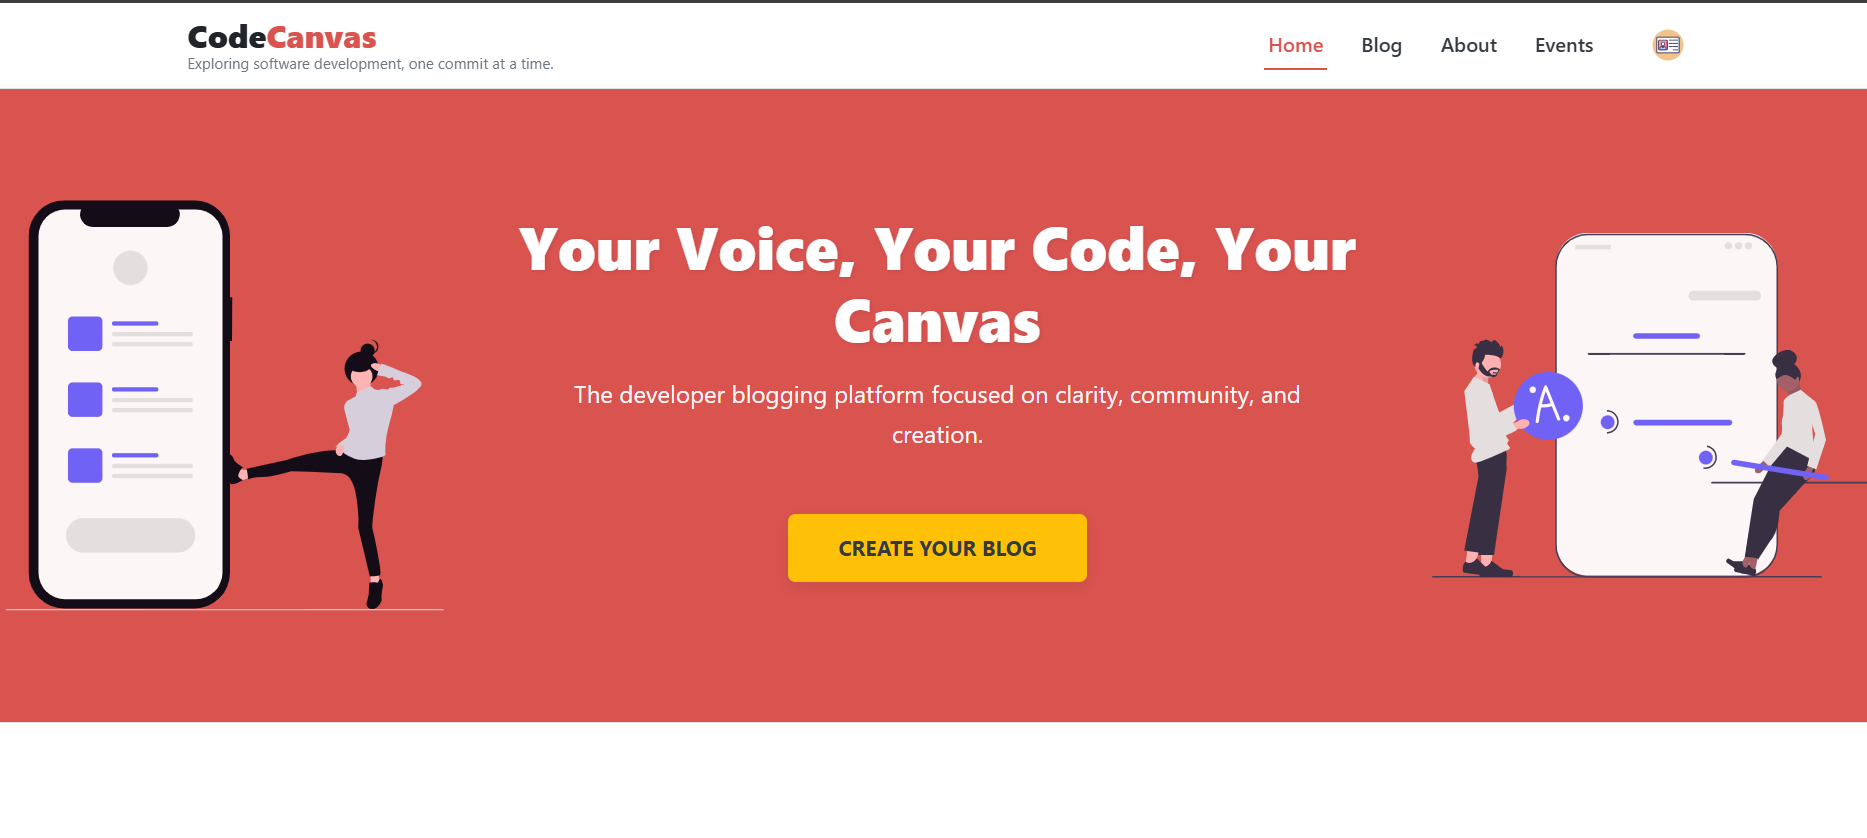 CodeCanvas
Exploring software development, one commit at a time.
Home Blog About Events
Your Voice, Your Code, Your
Canvas
The developer blogging platform focused on clarity, community, and
creation.
CREATE YOUR BLOG
A